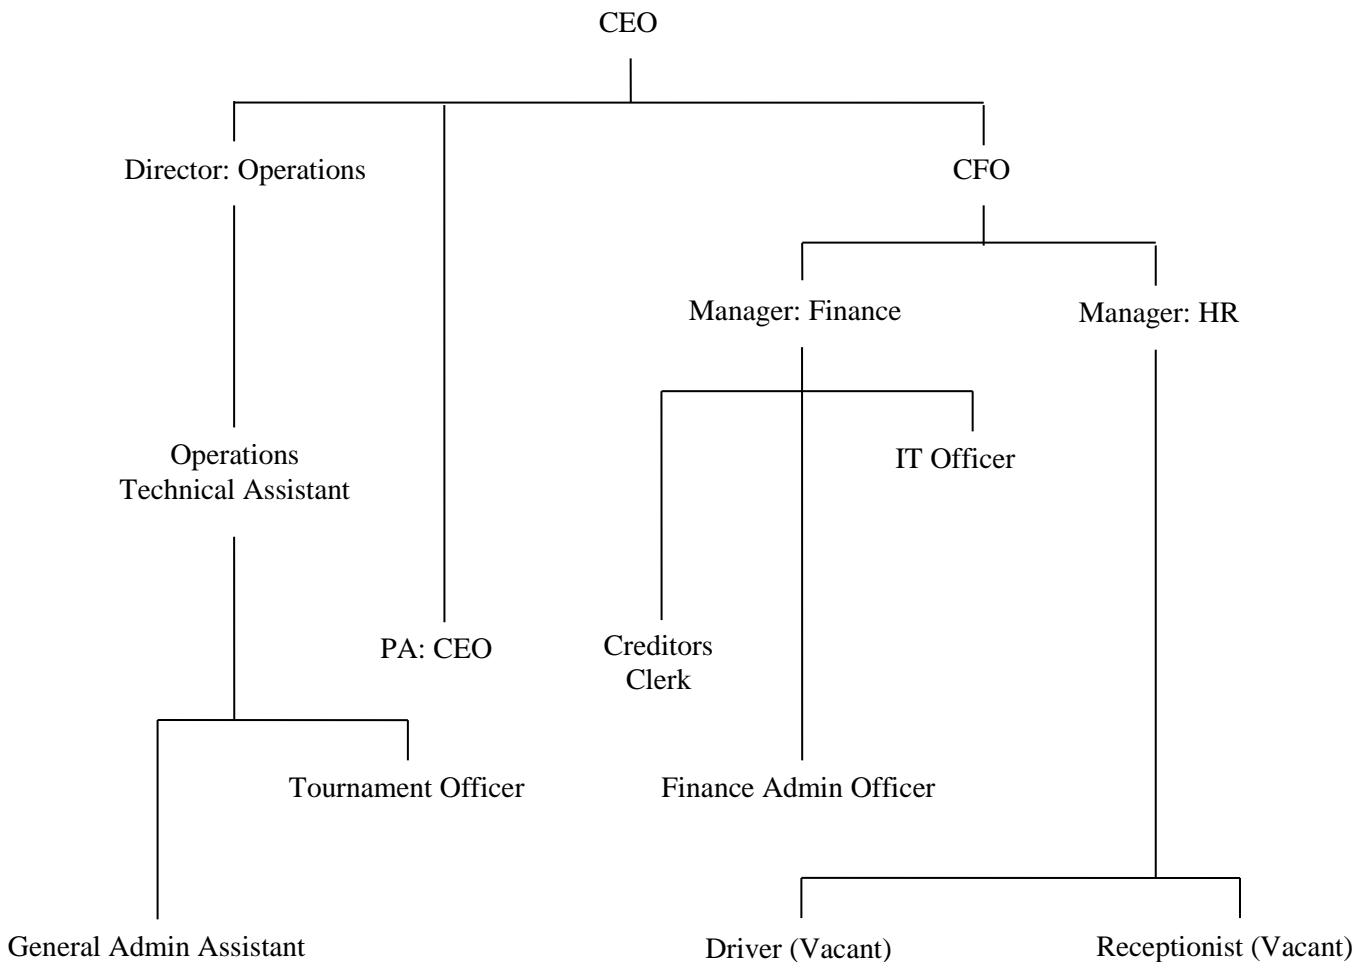 CEO
Director: Operations
CFO
Manager: Finance
Manager: HR
Operations
Technical Assistant
IT Officer
PA: CEO
Creditors
Clerk
Tournament Officer
Finance Admin Officer
General Admin Assistant
Driver (Vacant)
Receptionist (Vacant)